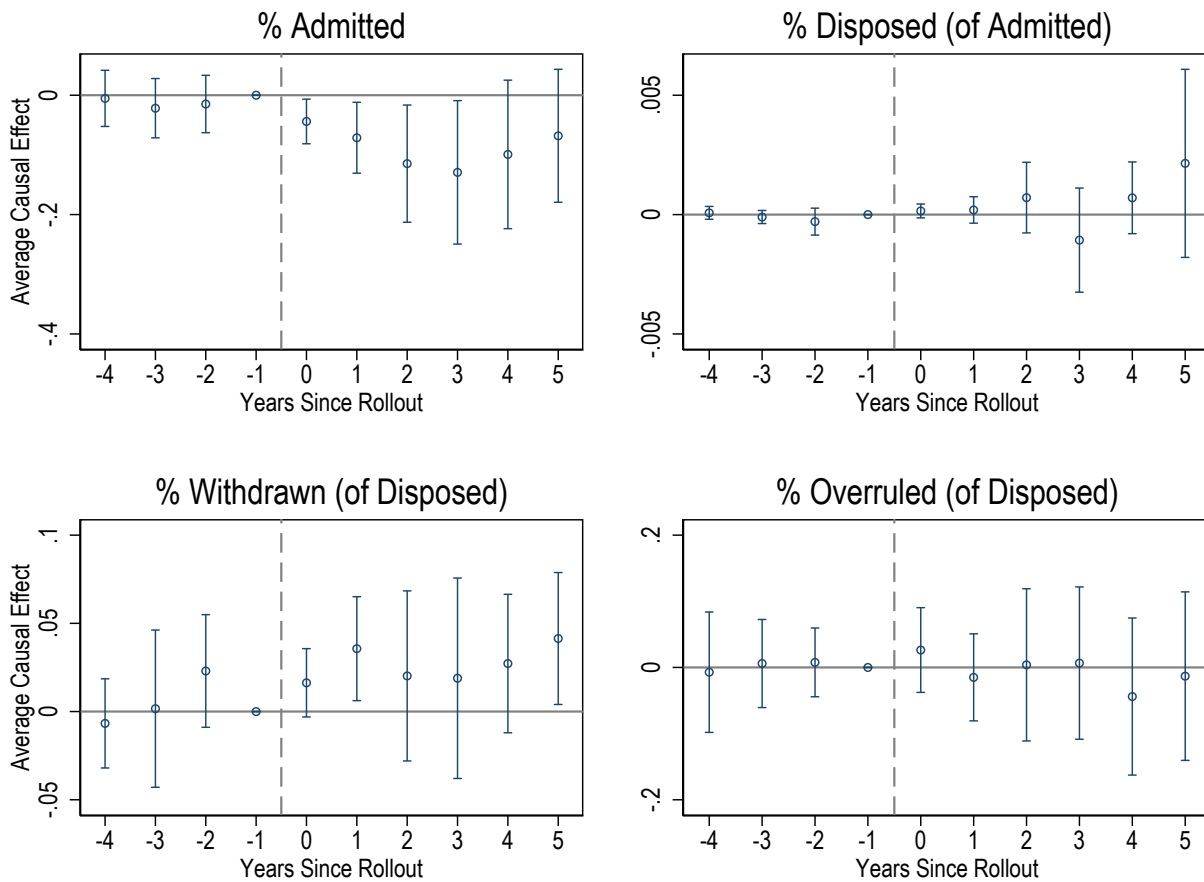 % Admitted
Average Causal Effect
0
-.2
-.4
-4 -3 -2 -1 0 1 2 3 4 5
Years Since Rollout
% Disposed (of Admitted)
.005
0
-.005
-4 -3 -2 -1 0 1 2 3 4 5
Years Since Rollout
% Withdrawn (of Disposed)
Average Causal Effect
.1
.05
0
-.05
-4 -3 -2 -1 0 1 2 3 4 5
Years Since Rollout
% Overruled (of Disposed)
.2
0
-.2
-4 -3 -2 -1 0 1 2 3 4 5
Years Since Rollout